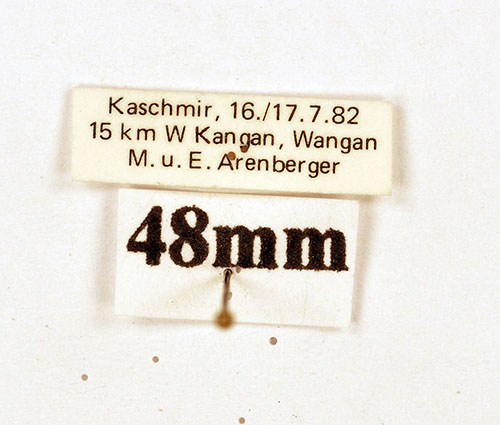 Kaschmir, 16./17.7.82
15 km W Kangan, Wangan
M. u. E. Arenberger
48mm